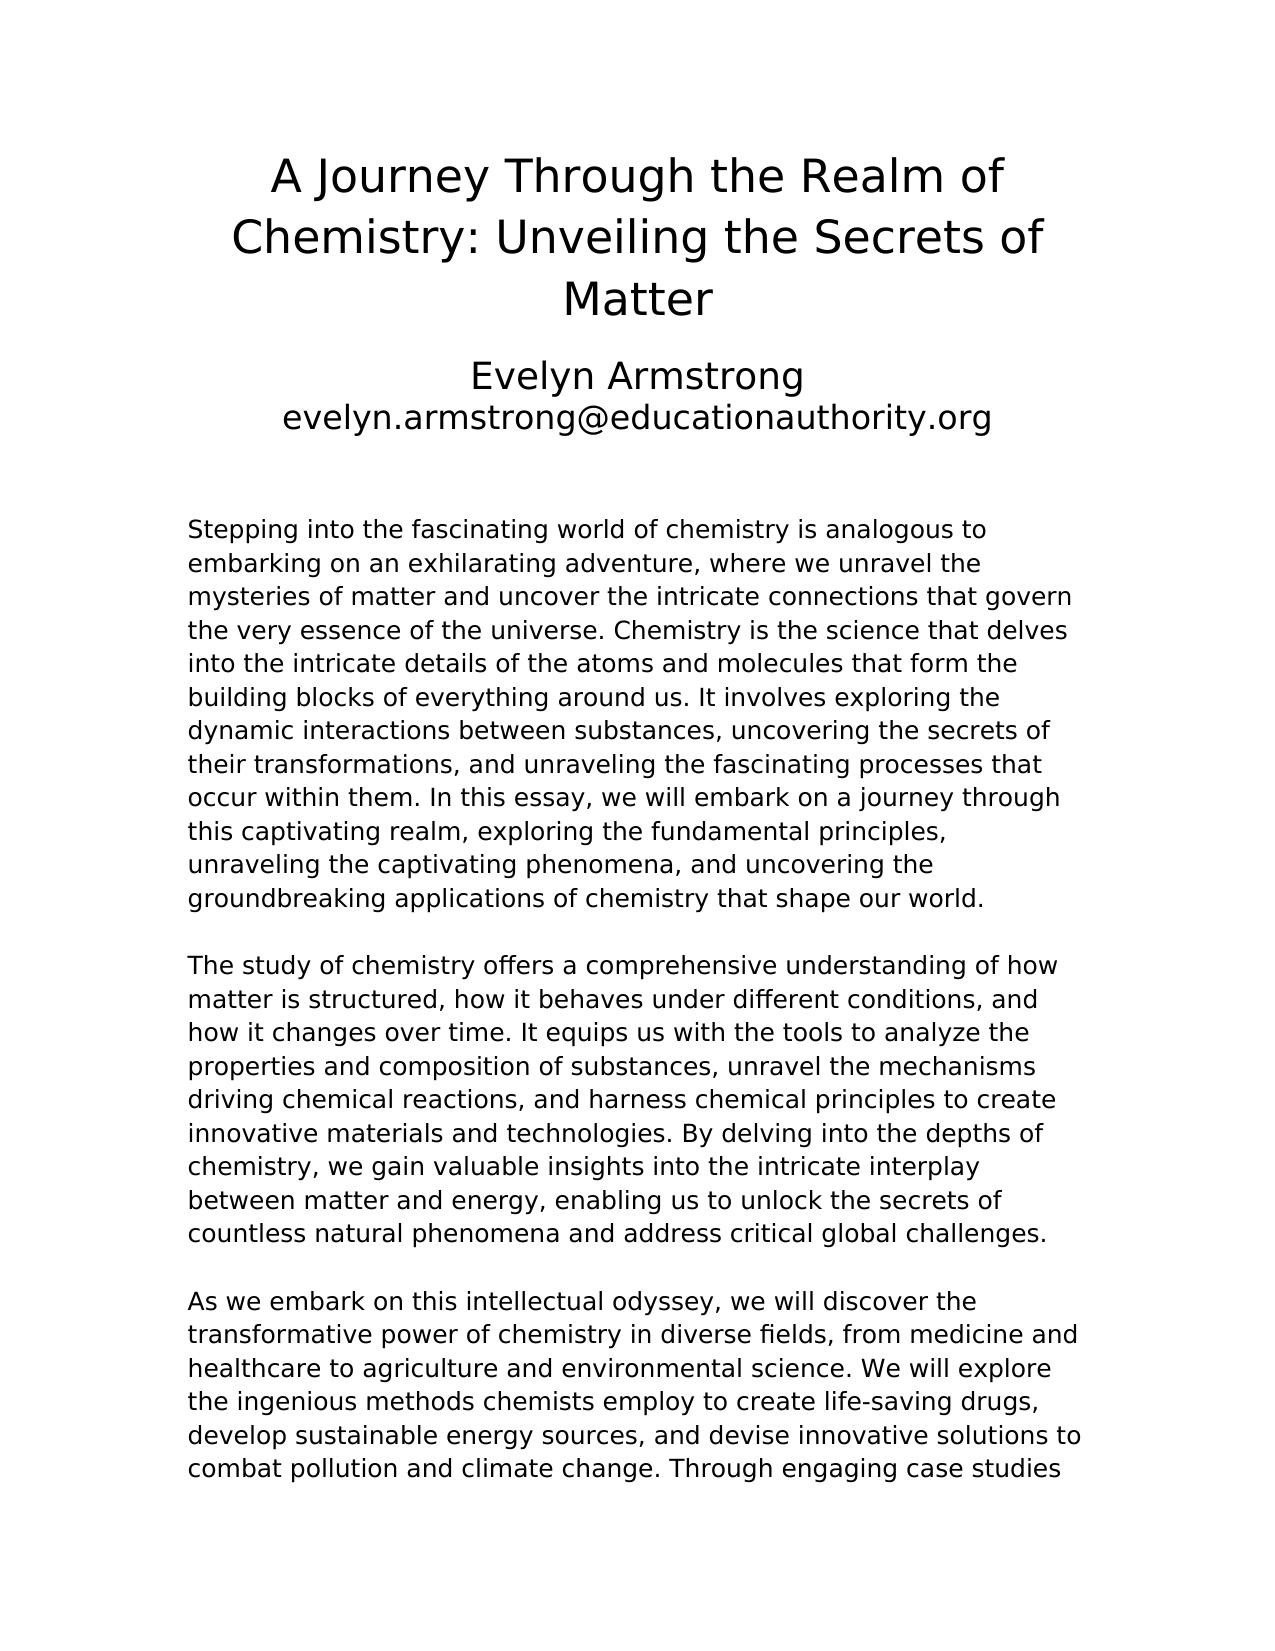 A Journey Through the Realm of
Chemistry: Unveiling the Secrets of
Matter
Evelyn Armstrong
evelyn.armstrong@educationauthority.org
Stepping into the fascinating world of chemistry is analogous to
embarking on an exhilarating adventure, where we unravel the
mysteries of matter and uncover the intricate connections that govern
the very essence of the universe. Chemistry is the science that delves
into the intricate details of the atoms and molecules that form the
building blocks of everything around us. It involves exploring the
dynamic interactions between substances, uncovering the secrets of
their transformations, and unraveling the fascinating processes that
occur within them. In this essay, we will embark on a journey through
this captivating realm, exploring the fundamental principles,
unraveling the captivating phenomena, and uncovering the
groundbreaking applications of chemistry that shape our world.
The study of chemistry offers a comprehensive understanding of how
matter is structured, how it behaves under different conditions, and
how it changes over time. It equips us with the tools to analyze the
properties and composition of substances, unravel the mechanisms
driving chemical reactions, and harness chemical principles to create
innovative materials and technologies. By delving into the depths of
chemistry, we gain valuable insights into the intricate interplay
between matter and energy, enabling us to unlock the secrets of
countless natural phenomena and address critical global challenges.
As we embark on this intellectual odyssey, we will discover the
transformative power of chemistry in diverse fields, from medicine and
healthcare to agriculture and environmental science. We will explore
the ingenious methods chemists employ to create life-saving drugs,
develop sustainable energy sources, and devise innovative solutions to
combat pollution and climate change. Through engaging case studies